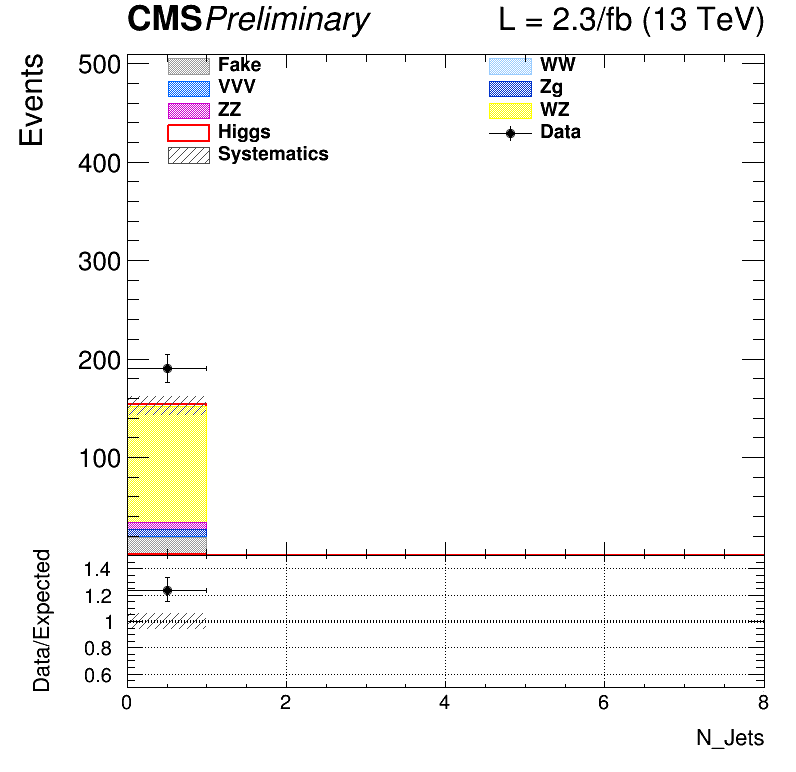 CMS Preliminary L = 2.3/fb (13 TeV)
Events
500
400
300
200
100
Fake WW
VVV Zg
ZZ WZ
Higgs Data
Systematics
Data/Expected
1.4
1.2
1
0.8
0.6
0 2 4 6 8
N_Jets